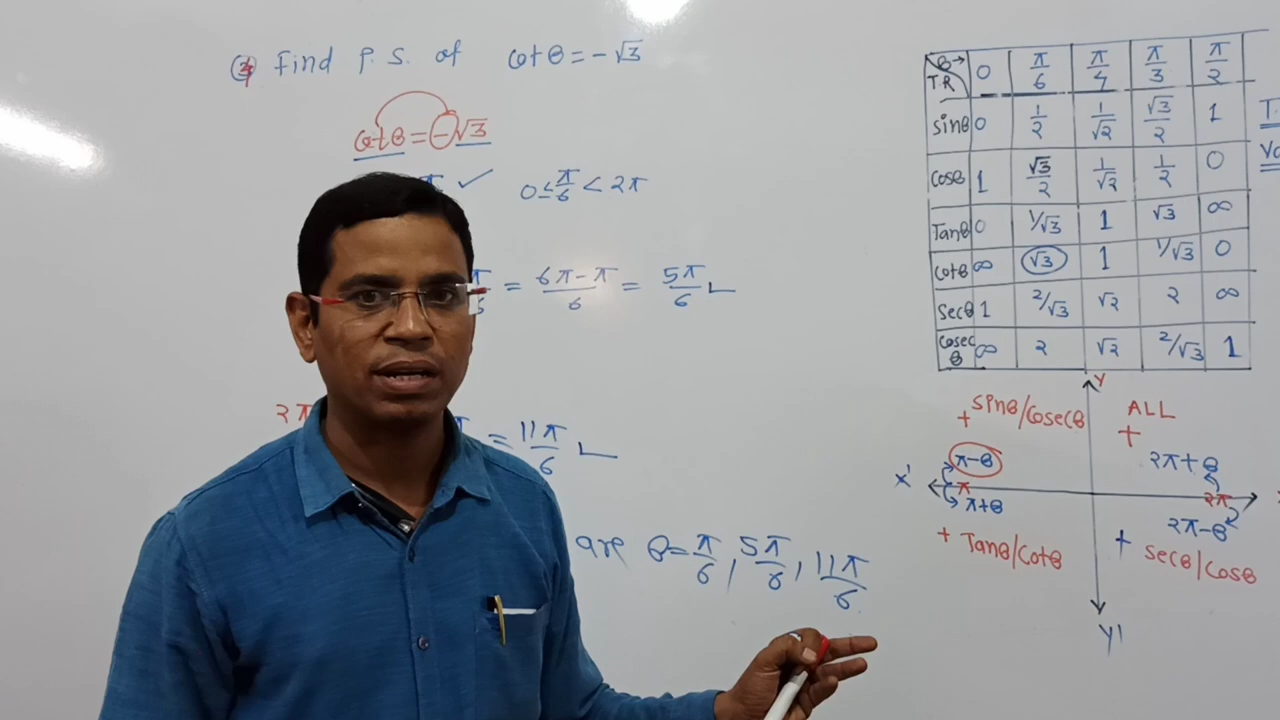 ④ Find P. S. of cotθ = -√3
cotθ = -√3
π ✓ 0 ≤ π/6 < 2π
= 6π - π/6 = 5π/6
2π = 11π/6
are θ = π/6, 5π/6, 11π/6
θ→ T.R 0 π/6 π/4 π/3 π/2
sinθ 0 1/2 1/√2 √3/2 1
cosθ 1 √3/2 1/√2 1/2 0
Tanθ 0 1/√3 1 √3 ∞
cotθ ∞ √3 1 1/√3 0
secθ 1 2/√3 √2 2 ∞
cosec θ ∞ 2 √2 2/√3 1
T.
Va
Y
+ sinθ/cosecθ
ALL +
π-θ
2π+θ
X' π 2π
π+θ
2π-θ
+ Tanθ/cotθ
+ secθ/cosθ
Y'